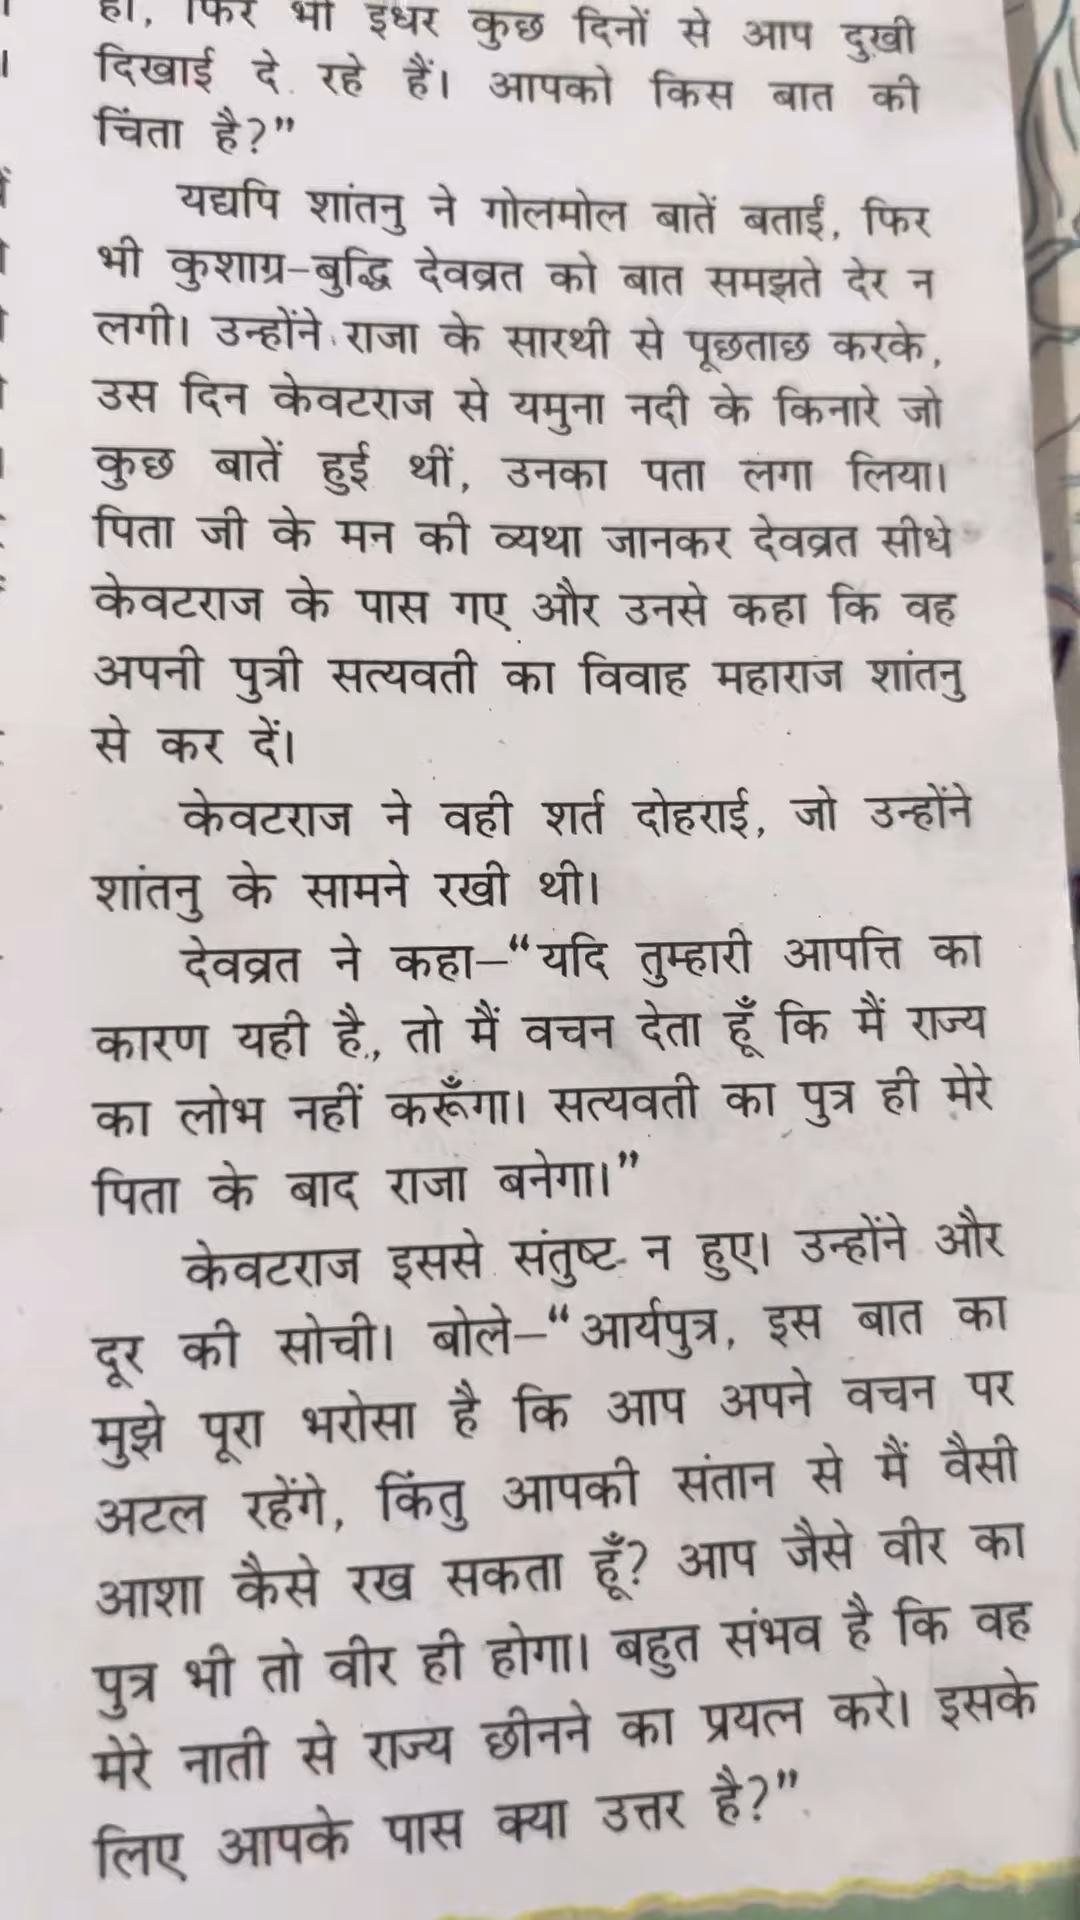 हो, फिर भी इधर कुछ दिनों से आप दुखी
दिखाई दे रहे हैं। आपको किस बात की
चिंता है?”
यद्यपि शांतनु ने गोलमोल बातें बताईं, फिर
भी कुशाग्र-बुद्धि देवव्रत को बात समझते देर न
लगी। उन्होंने राजा के सारथी से पूछताछ करके,
उस दिन केवटराज से यमुना नदी के किनारे जो
कुछ बातें हुई थीं, उनका पता लगा लिया।
पिता जी के मन की व्यथा जानकर देवव्रत सीधे
केवटराज के पास गए और उनसे कहा कि वह
अपनी पुत्री सत्यवती का विवाह महाराज शांतनु
से कर दें।
केवटराज ने वही शर्त दोहराई, जो उन्होंने
शांतनु के सामने रखी थी।
देवव्रत ने कहा–“यदि तुम्हारी आपत्ति का
कारण यही है, तो मैं वचन देता हूँ कि मैं राज्य
का लोभ नहीं करूँगा। सत्यवती का पुत्र ही मेरे
पिता के बाद राजा बनेगा।”
केवटराज इससे संतुष्ट न हुए। उन्होंने और
दूर की सोची। बोले–“आर्यपुत्र, इस बात का
मुझे पूरा भरोसा है कि आप अपने वचन पर
अटल रहेंगे, किंतु आपकी संतान से मैं वैसी
आशा कैसे रख सकता हूँ? आप जैसे वीर का
पुत्र भी तो वीर ही होगा। बहुत संभव है कि वह
मेरे नाती से राज्य छीनने का प्रयत्न करे। इसके
लिए आपके पास क्या उत्तर है?”